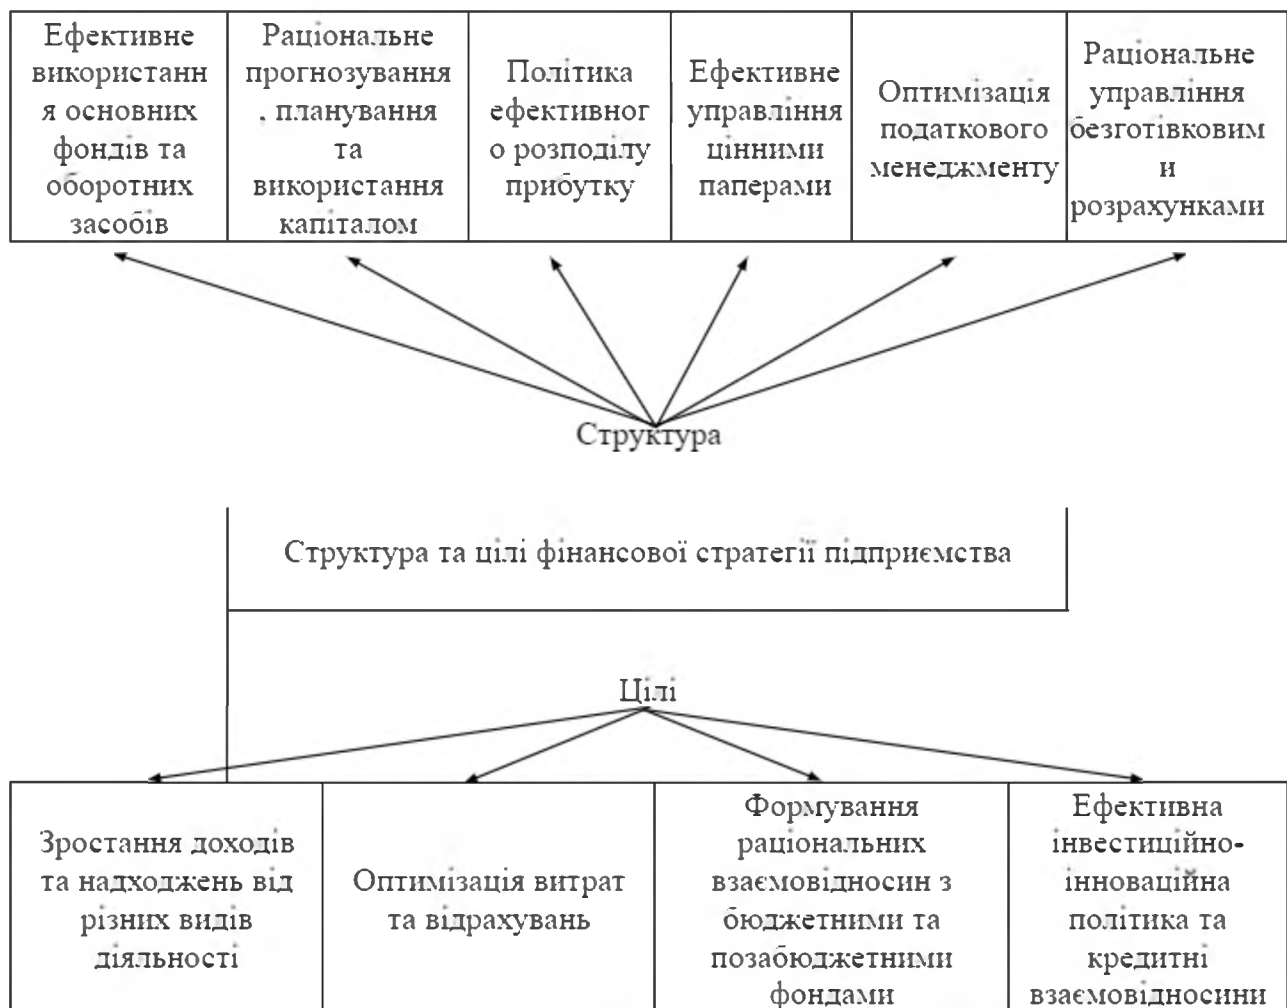 Ефективне
використанн
я основних
фондів та
оборотних
засобів
Раціональне
прогнозування
, планування
та
використання
капіталом
Політика
ефективног
о розподілу
прибутку
Ефективне
управління
цінними
паперами
Оптимізація
податкового
менеджменту
Раціональне
управління
безготівковим
и
розрахунками
Структура
Структура та цілі фінансової стратегії підприємства
Цілі
Зростання доходів
та надходжень від
різних видів
діяльності
Оптимізація витрат
та відрахувань
Формування
раціональних
взаємовідносин з
бюджетними та
позабюджетними
фондами
Ефективна
інвестиційно-
інноваційна
політика та
кредитні
взаємовідносини